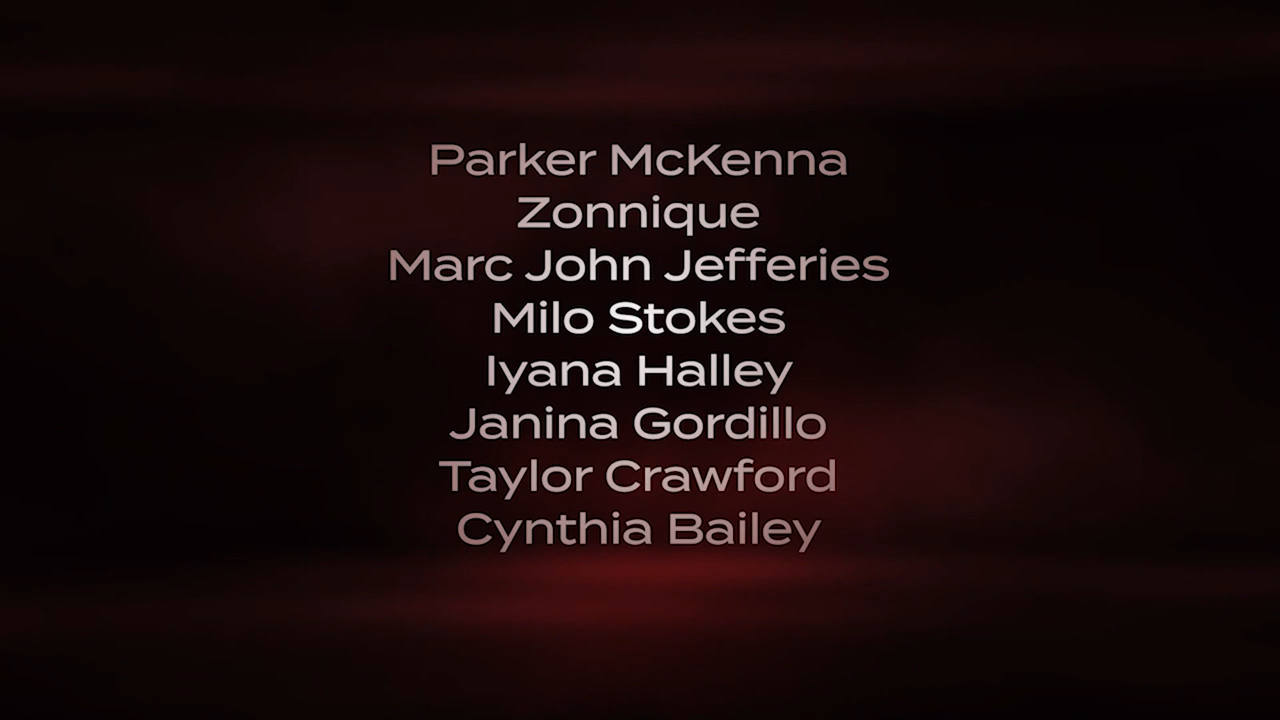 Parker McKenna
Zonnique
Marc John Jefferies
Milo Stokes
Iyana Halley
Janina Gordillo
Taylor Crawford
Cynthia Bailey